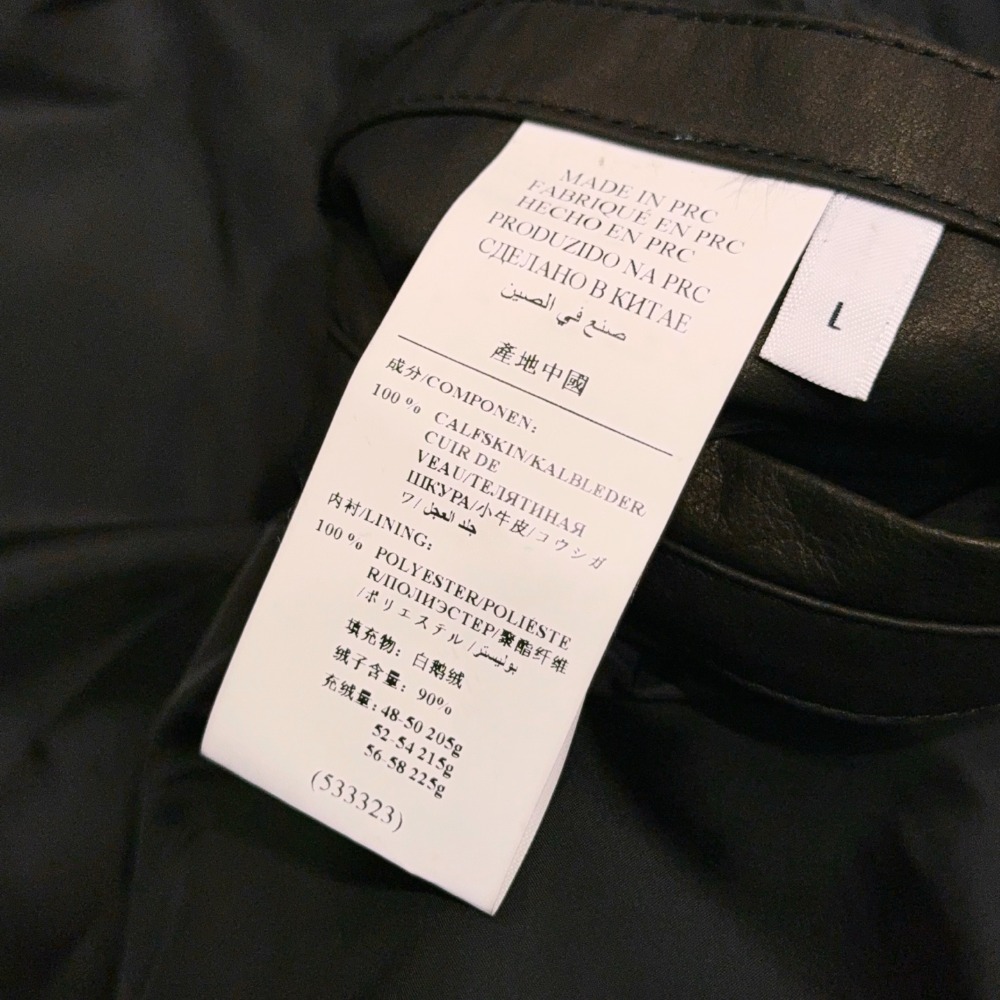 MADE IN PRC
FABRIQUÉ EN PRC
HECHO EN PRC
PRODUZIDO NA PRC
СДЕЛАНО В КИТАЕ
صنع في الصين
產地中國
成分/COMPONEN:
100 % CALFSKIN/KALBLEDER
CUIR DE
VEAU/ТЕЛЯТИНАЯ
ШКУРА/小牛皮/コウシガ
ワ/جلد العجل
内衬/LINING:
100 % POLYESTER/POLIESTE
R/ПОЛИЭСТЕР/聚酯纤维
/ポリエステル/بوليستر
填充物: 白鹅绒
绒子含量: 90%
充绒量: 48-50 205g
52-54 215g
56-58 225g
(533323)
L